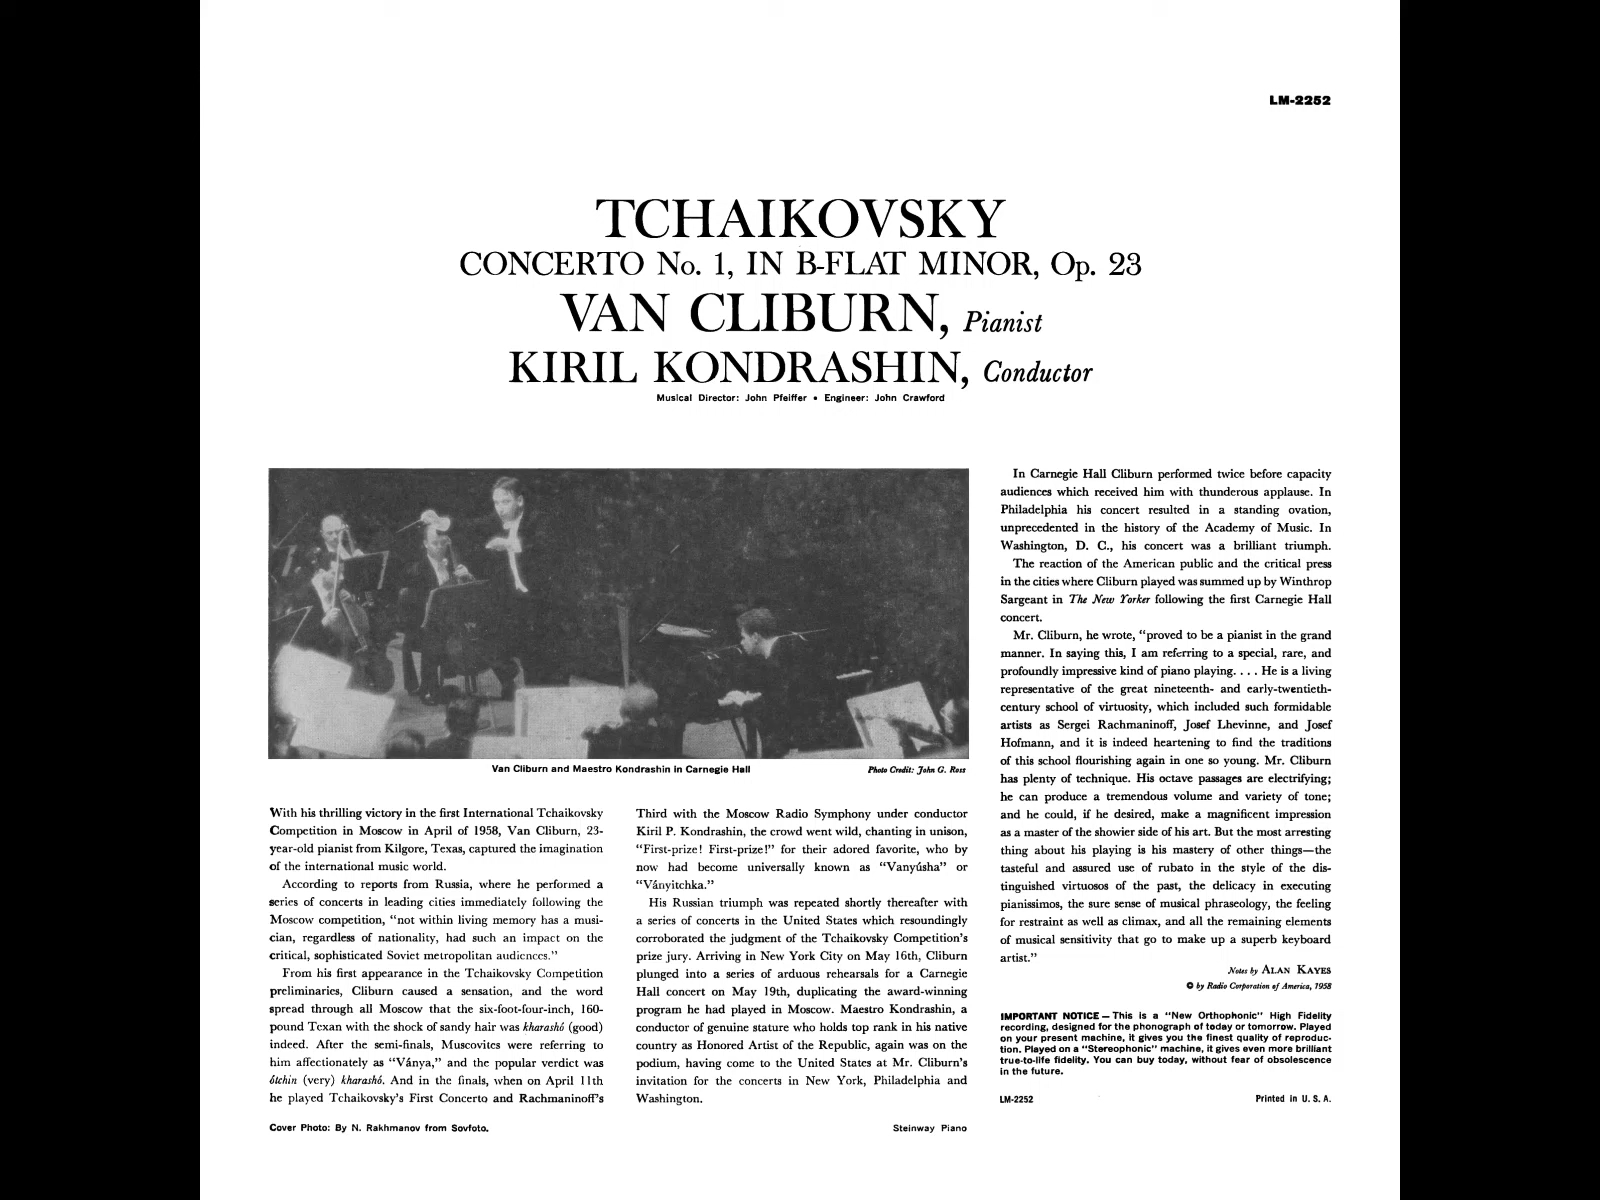 LM-2252
TCHAIKOVSKY
CONCERTO No. 1, IN B-FLAT MINOR, Op. 23
VAN CLIBURN, Pianist
KIRIL KONDRASHIN, Conductor
Musical Director: John Pfeiffer • Engineer: John Crawford
Van Cliburn and Maestro Kondrashin in Carnegie Hall
Photo Credit: John G. Ross
With his thrilling victory in the first International Tchaikovsky
Competition in Moscow in April of 1958, Van Cliburn, 23-
year-old pianist from Kilgore, Texas, captured the imagination
of the international music world.
According to reports from Russia, where he performed a
series of concerts in leading cities immediately following the
Moscow competition, “not within living memory has a musi-
cian, regardless of nationality, had such an impact on the
critical, sophisticated Soviet metropolitan audiences.”
From his first appearance in the Tchaikovsky Competition
preliminaries, Cliburn caused a sensation, and the word
spread through all Moscow that the six-foot-four-inch, 160-
pound Texan with the shock of sandy hair was kharashó (good)
indeed. After the semi-finals, Muscovites were referring to
him affectionately as “Ványa,” and the popular verdict was
ótchin (very) kharashó. And in the finals, when on April 11th
he played Tchaikovsky’s First Concerto and Rachmaninoff’s
Third with the Moscow Radio Symphony under conductor
Kiril P. Kondrashin, the crowd went wild, chanting in unison,
“First-prize! First-prize!” for their adored favorite, who by
now had become universally known as “Vanyúsha” or
“Ványitchka.”
His Russian triumph was repeated shortly thereafter with
a series of concerts in the United States which resoundingly
corroborated the judgment of the Tchaikovsky Competition’s
prize jury. Arriving in New York City on May 16th, Cliburn
plunged into a series of arduous rehearsals for a Carnegie
Hall concert on May 19th, duplicating the award-winning
program he had played in Moscow. Maestro Kondrashin, a
conductor of genuine stature who holds top rank in his native
country as Honored Artist of the Republic, again was on the
podium, having come to the United States at Mr. Cliburn’s
invitation for the concerts in New York, Philadelphia and
Washington.
In Carnegie Hall Cliburn performed twice before capacity
audiences which received him with thunderous applause. In
Philadelphia his concert resulted in a standing ovation,
unprecedented in the history of the Academy of Music. In
Washington, D. C., his concert was a brilliant triumph.
The reaction of the American public and the critical press
in the cities where Cliburn played was summed up by Winthrop
Sargeant in The New Yorker following the first Carnegie Hall
concert.
Mr. Cliburn, he wrote, “proved to be a pianist in the grand
manner. In saying this, I am referring to a special, rare, and
profoundly impressive kind of piano playing. . . . He is a living
representative of the great nineteenth- and early-twentieth-
century school of virtuosity, which included such formidable
artists as Sergei Rachmaninoff, Josef Lhevinne, and Josef
Hofmann, and it is indeed heartening to find the traditions
of this school flourishing again in one so young. Mr. Cliburn
has plenty of technique. His octave passages are electrifying;
he can produce a tremendous volume and variety of tone;
and he could, if he desired, make a magnificent impression
as a master of the showier side of his art. But the most arresting
thing about his playing is his mastery of other things—the
tasteful and assured use of rubato in the style of the dis-
tinguished virtuosos of the past, the delicacy in executing
pianissimos, the sure sense of musical phraseology, the feeling
for restraint as well as climax, and all the remaining elements
of musical sensitivity that go to make up a superb keyboard
artist.”
Notes by ALAN KAYES
© by Radio Corporation of America, 1958
IMPORTANT NOTICE — This is a “New Orthophonic” High Fidelity
recording, designed for the phonograph of today or tomorrow. Played
on your present machine, it gives you the finest quality of reproduc-
tion. Played on a “Stereophonic” machine, it gives even more brilliant
true-to-life fidelity. You can buy today, without fear of obsolescence
in the future.
LM-2252
Printed in U. S. A.
Cover Photo: By N. Rakhmanov from Sovfoto.
Steinway Piano